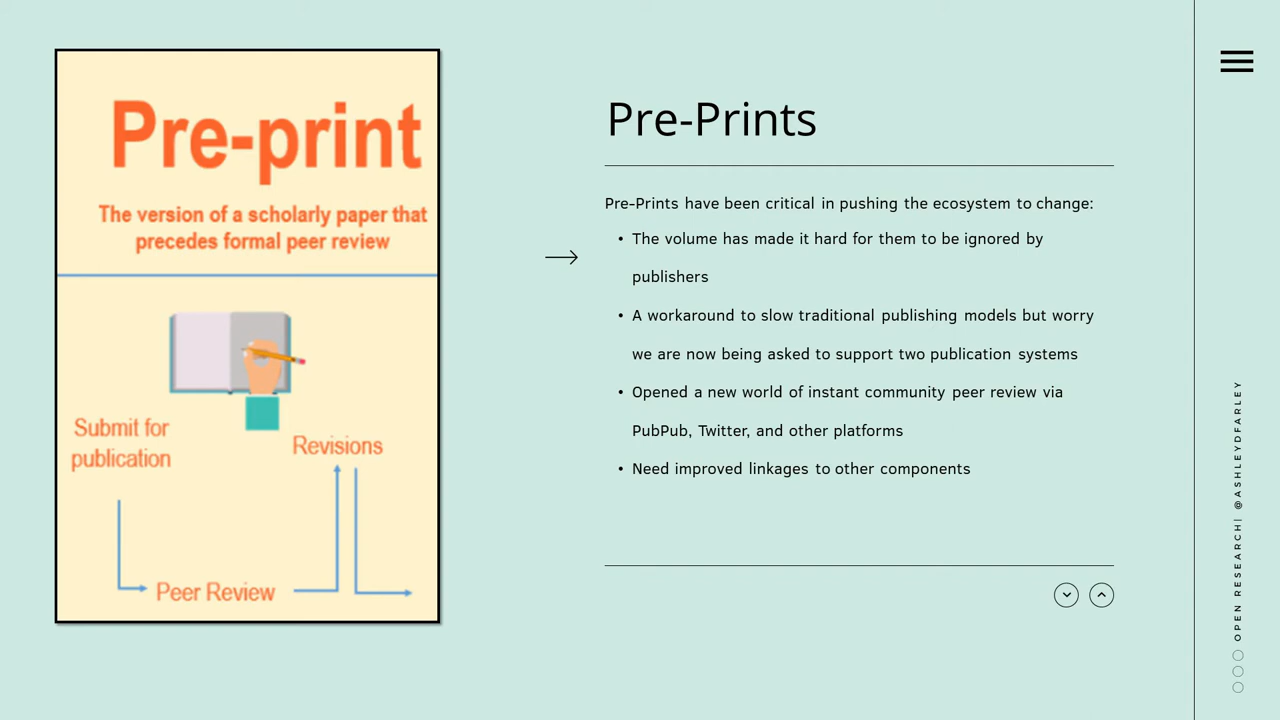 Pre-print
The version of a scholarly paper that
precedes formal peer review
Submit for
publication
Revisions
Peer Review
Pre-Prints
Pre-Prints have been critical in pushing the ecosystem to change:
• The volume has made it hard for them to be ignored by
publishers
• A workaround to slow traditional publishing models but worry
we are now being asked to support two publication systems
• Opened a new world of instant community peer review via
PubPub, Twitter, and other platforms
• Need improved linkages to other components
OPEN RESEARCH| @ASHLEYDFARLEY